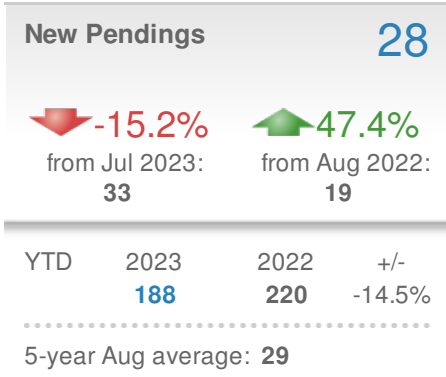 New Pendings 28
-15.2% 47.4%
from Jul 2023: from Aug 2022:
33 19
YTD 2023 2022 +/-
188 220 -14.5%
5-year Aug average: 29